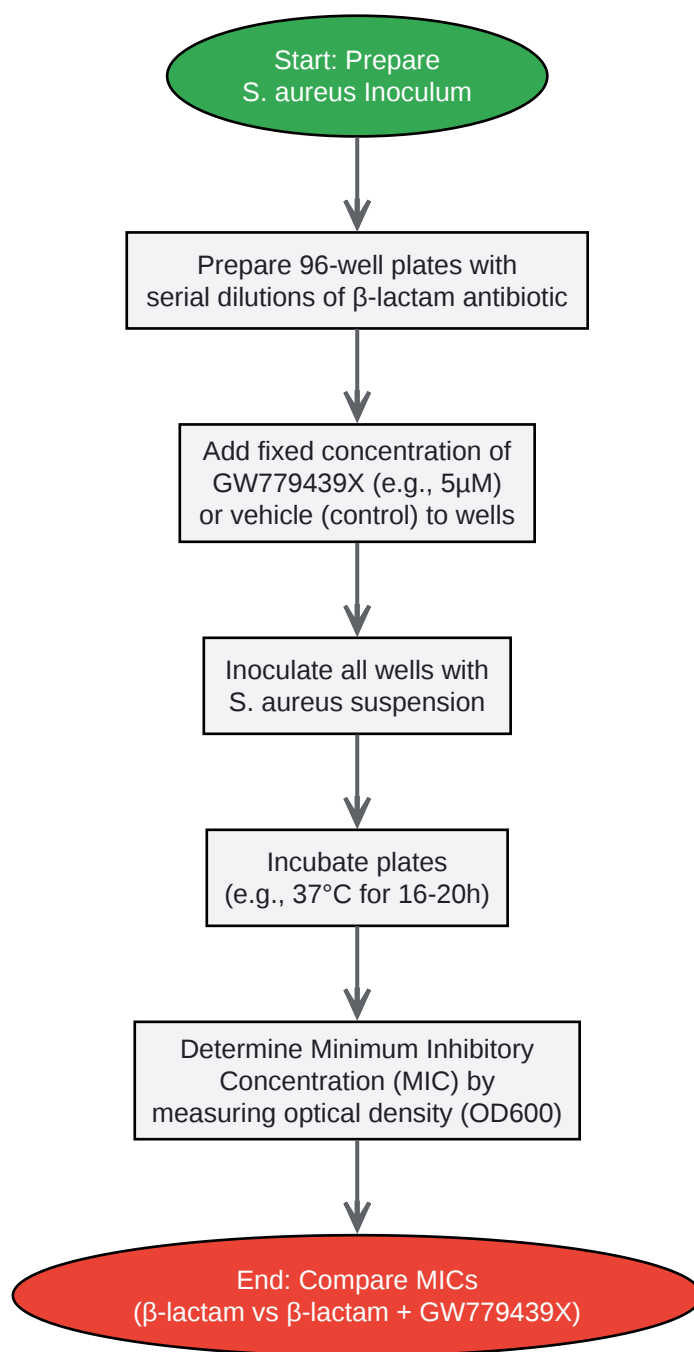 Start: Prepare
S. aureus Inoculum
Prepare 96-well plates with
serial dilutions of β-lactam antibiotic
Add fixed concentration of
GW779439X (e.g., 5µM)
or vehicle (control) to wells
Inoculate all wells with
S. aureus suspension
Incubate plates
(e.g., 37°C for 16-20h)
Determine Minimum Inhibitory
Concentration (MIC) by
measuring optical density (OD600)
End: Compare MICs
(β-lactam vs β-lactam + GW779439X)